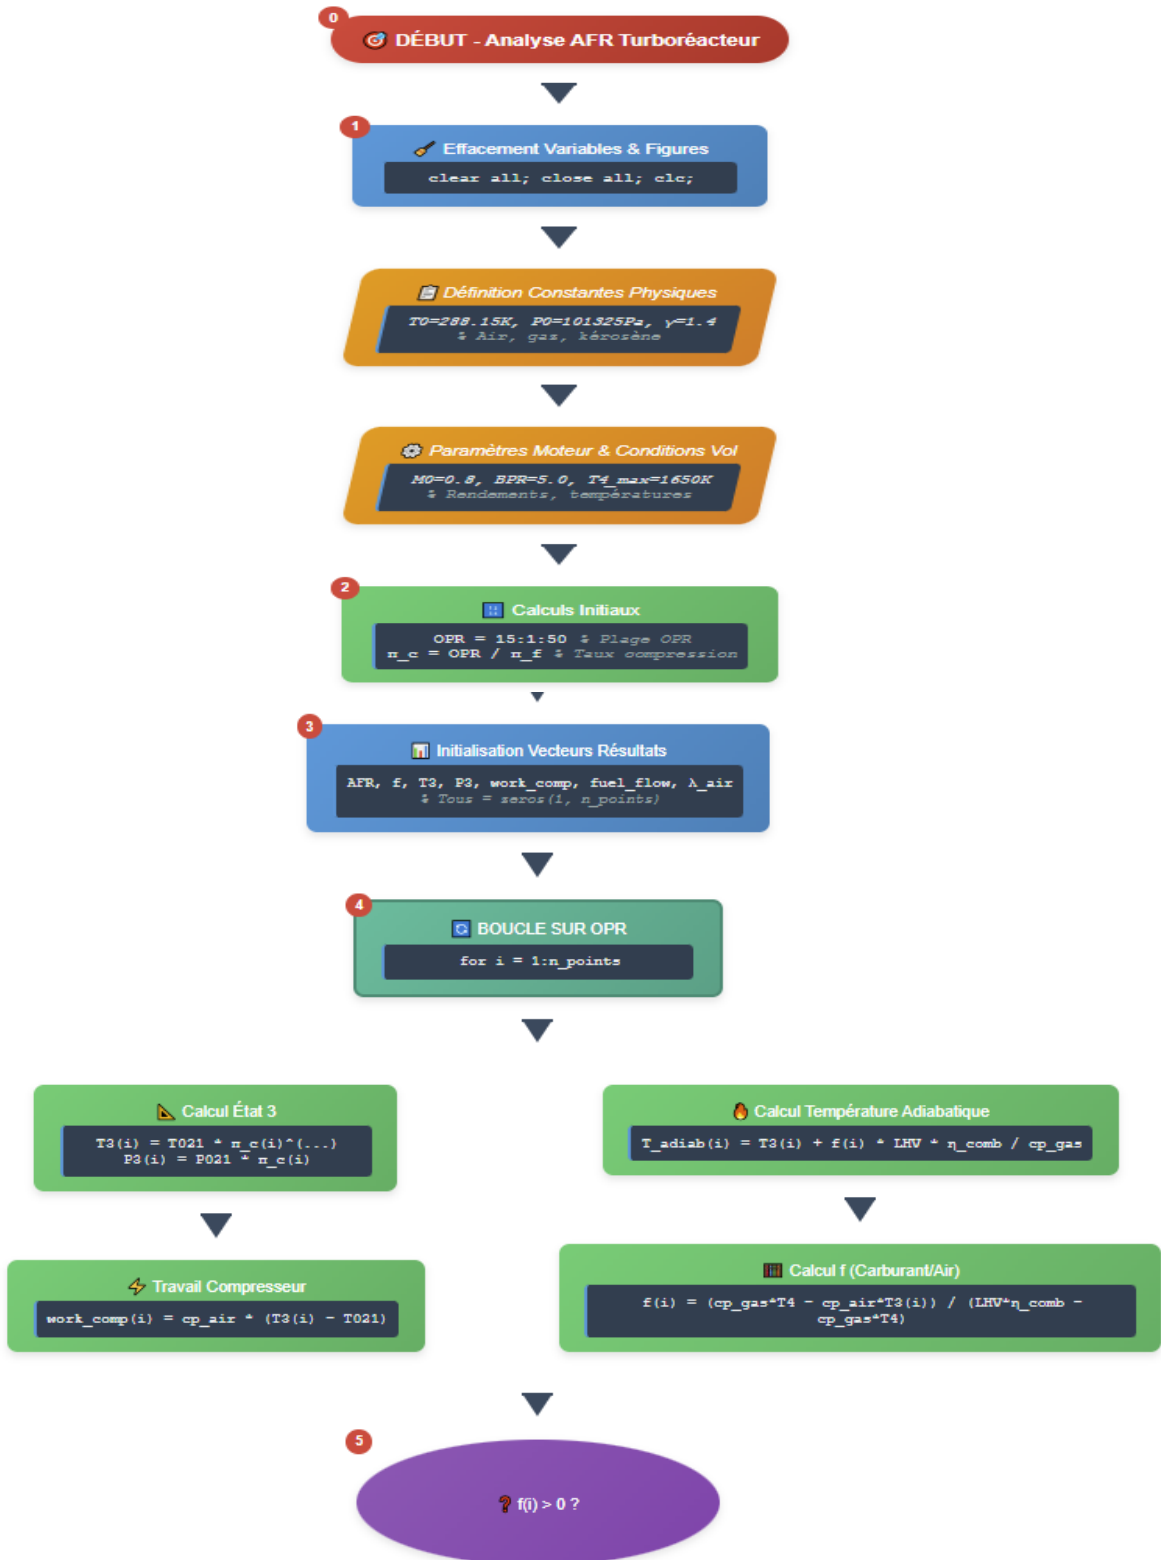 0
DÉBUT - Analyse AFR Turboréacteur
1
Effacement Variables & Figures
clear all; close all; clc;
Définition Constantes Physiques
T0=288.15K, P0=101325Pa, γ=1.4
% Air, gas, kérosène
Paramètres Moteur & Conditions Vol
M0=0.8, BPR=5.0, T4_max=1650K
% Rendements, températures
2
Calculs Initiaux
OPR = 15:1:50 % Plage OPR
π_c = OPR / π_f % Taux compression
3
Initialisation Vecteurs Résultats
AFR, f, T3, P3, work_comp, fuel_flow, λ_air
% Tous = zeros(1, n_points)
4
BOUCLE SUR OPR
for i = 1:n_points
Calcul État 3
T3(i) = T021 * π_c(i)^(...)
P3(i) = P021 * π_c(i)
Travail Compresseur
work_comp(i) = cp_air * (T3(i) - T021)
Calcul Température Adiabatique
T_adiab(i) = T3(i) + f(i) * LHV * η_comb / cp_gas
Calcul f (Carburant/Air)
f(i) = (cp_gas*T4 - cp_air*T3(i)) / (LHV*η_comb -
cp_gas*T4)
5
❓ f(i) > 0 ?